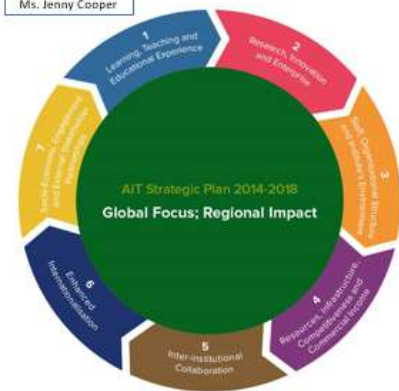 Ms. Jenny Cooper
1
Learning, Teaching and
Educational Experience
2
Research, Innovation
and Enterprise
3
Staff, Organisational Structure
and Institute's Environment
4
Resources, Infrastructure,
Competitiveness and
Commercial Income
5
Inter-institutional
Collaboration
6
Enhanced
Internationalisation
7
Socio-Economic Engagement
and External Stakeholder
Partnership
AIT Strategic Plan 2014-2018
Global Focus; Regional Impact